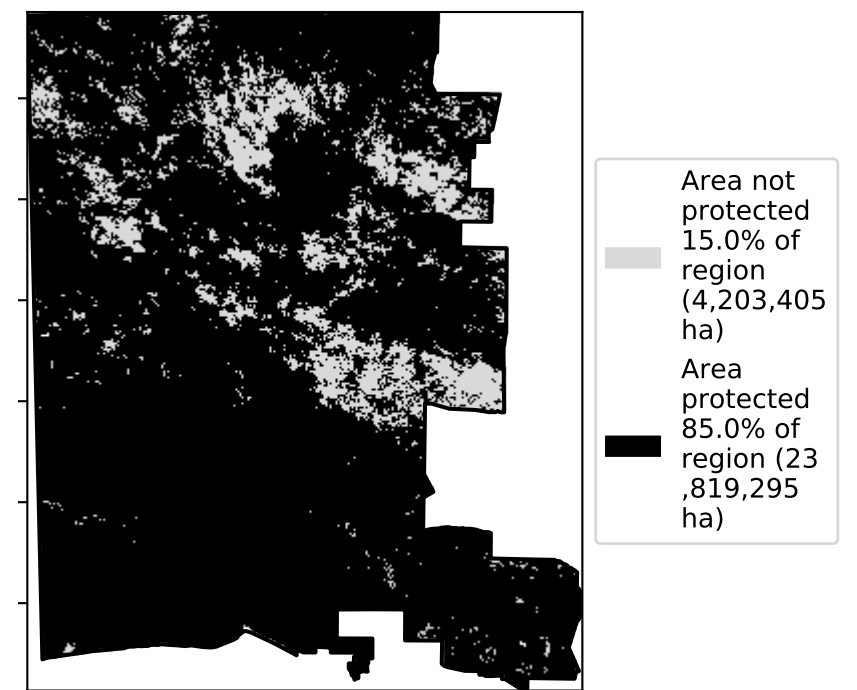 Area not
protected
15.0% of
region
(4,203,405
ha)
Area
protected
85.0% of
region (23
,819,295
ha)